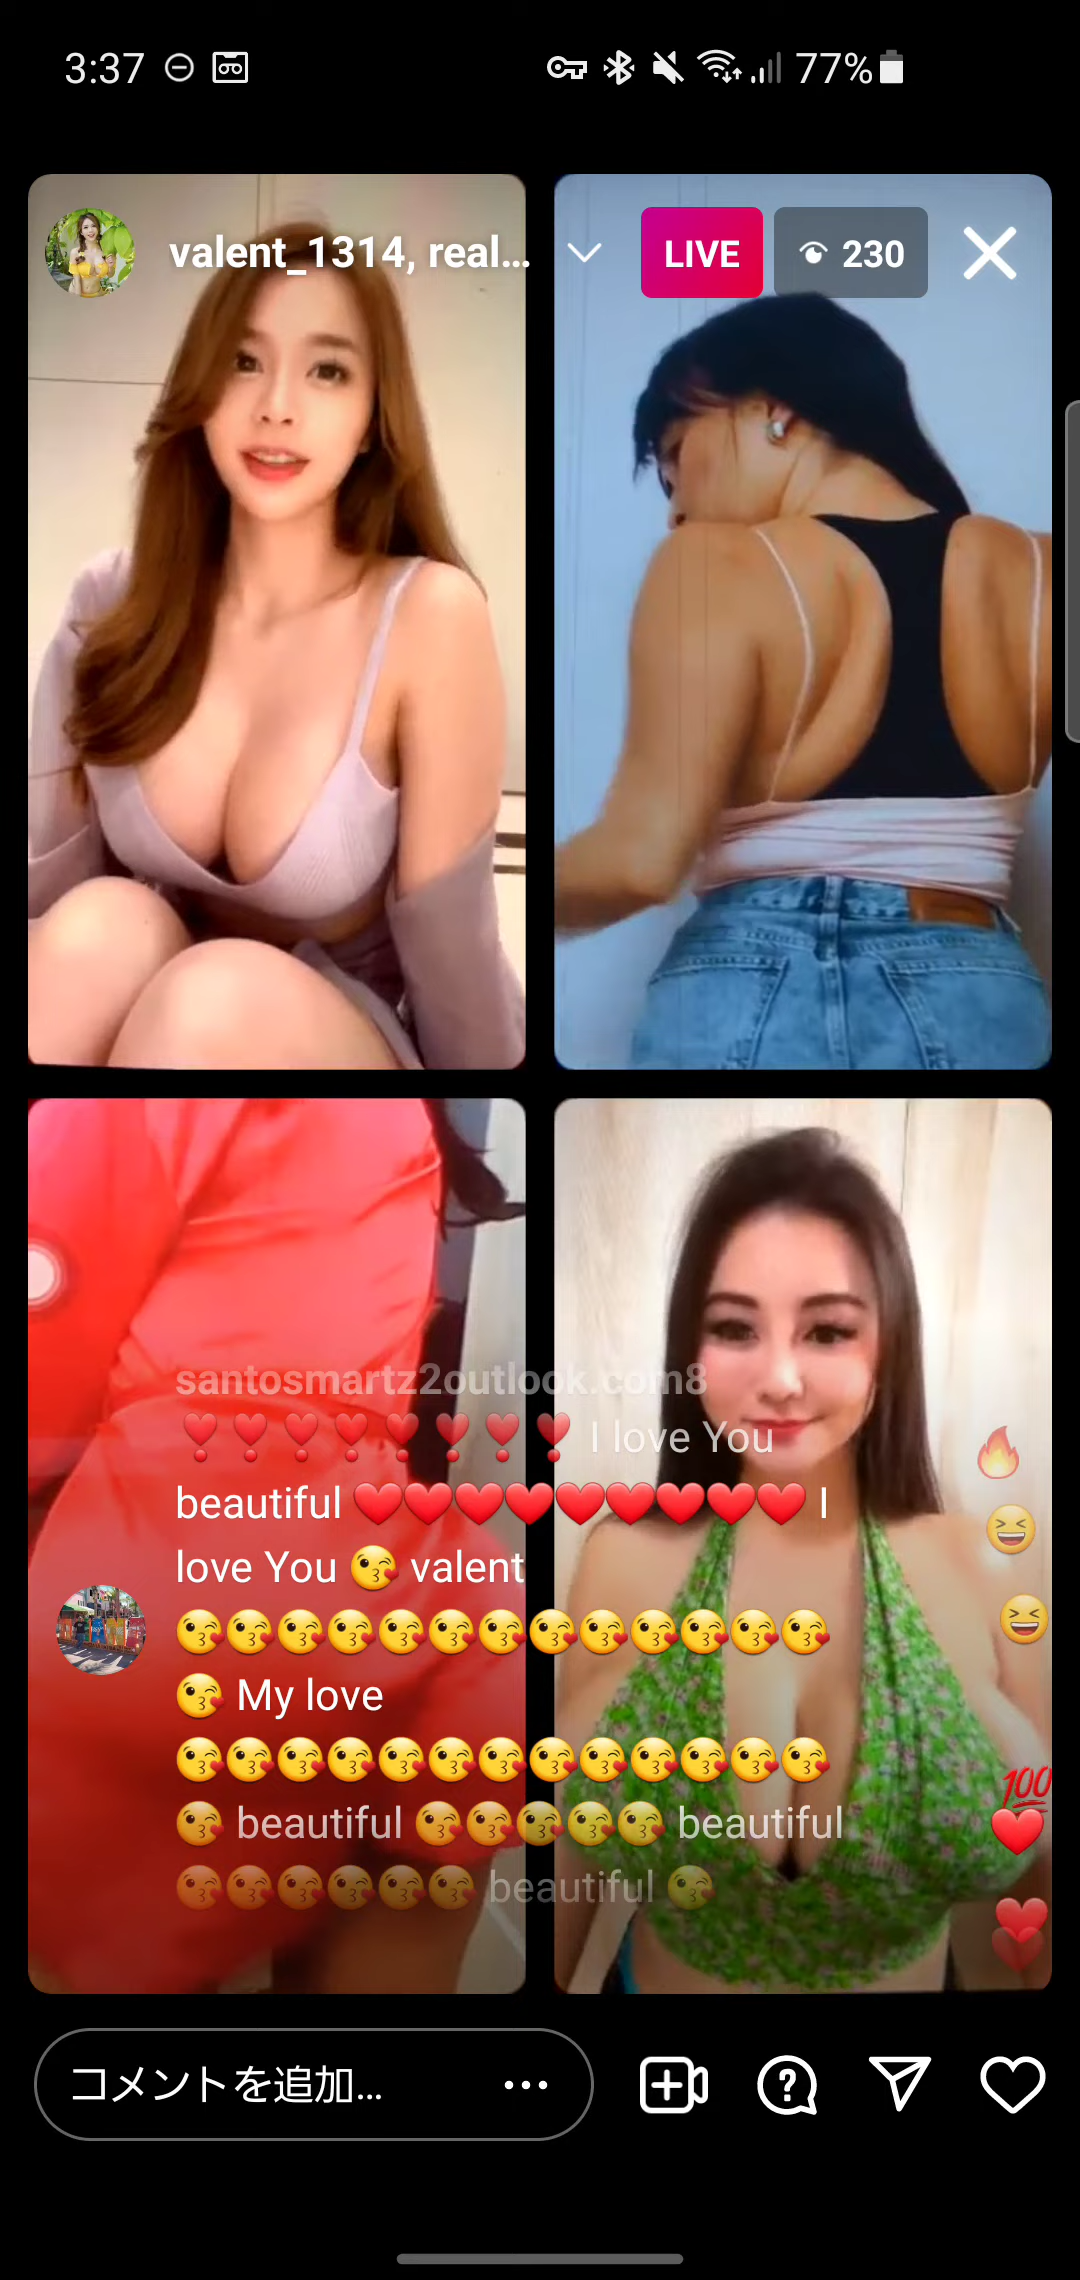 3:37
77%
valent_1314, real...
LIVE
230
santosmartz2outlook.com8
❣❣❣❣❣❣❣❣ I love You
beautiful ❤❤❤❤❤❤❤❤❤ I
love You 😘 valent
😘😘😘😘😘😘😘😘😘😘😘😘😘
😘 My love
😘😘😘😘😘😘😘😘😘😘😘😘😘
😘 beautiful 😘😘😘😘😘 beautiful
😘😘😘😘😘😘 beautiful 😘
💯
コメントを追加...